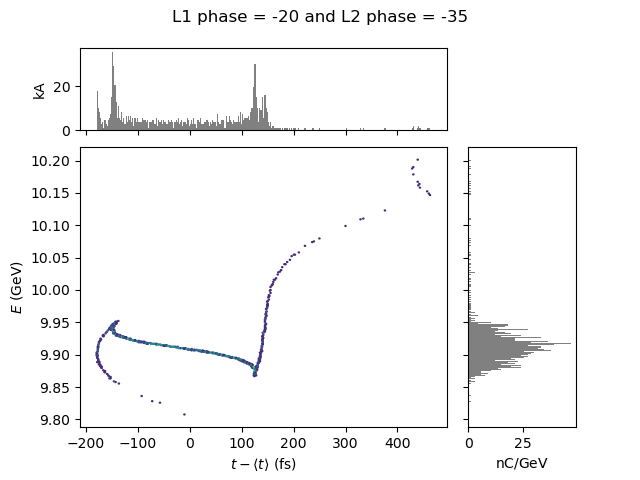 L1 phase = -20 and L2 phase = -35
kA
20
0
10.20
10.15
10.10
10.05
10.00
9.95
9.90
9.85
9.80
E (GeV)
−200 −100 0 100 200 300 400
t − ⟨t⟩ (fs)
0 25
nC/GeV